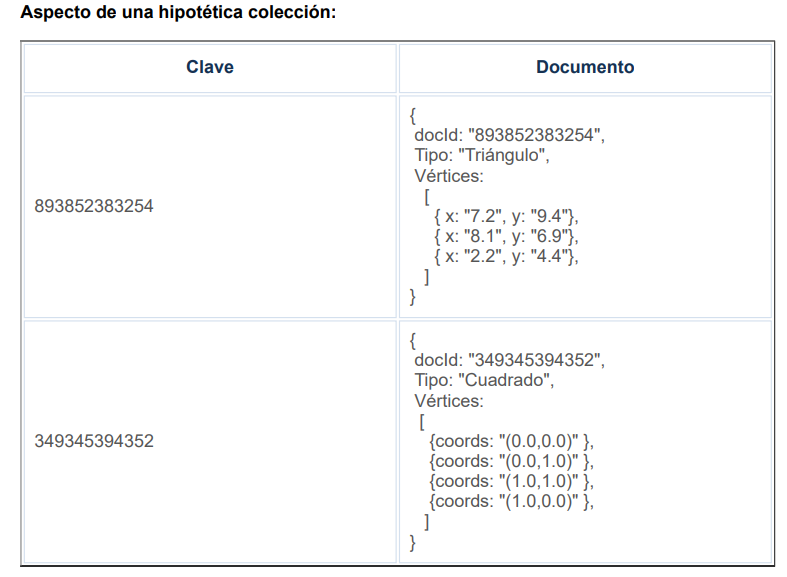 Aspecto de una hipotética colección:
Clave
Documento
893852383254
{
docId: "893852383254",
Tipo: "Triángulo",
Vértices:
[
{ x: "7.2", y: "9.4"},
{ x: "8.1", y: "6.9"},
{ x: "2.2", y: "4.4"},
]
}
349345394352
{
docId: "349345394352",
Tipo: "Cuadrado",
Vértices:
[
{coords: "(0.0,0.0)" },
{coords: "(0.0,1.0)" },
{coords: "(1.0,1.0)" },
{coords: "(1.0,0.0)" },
]
}